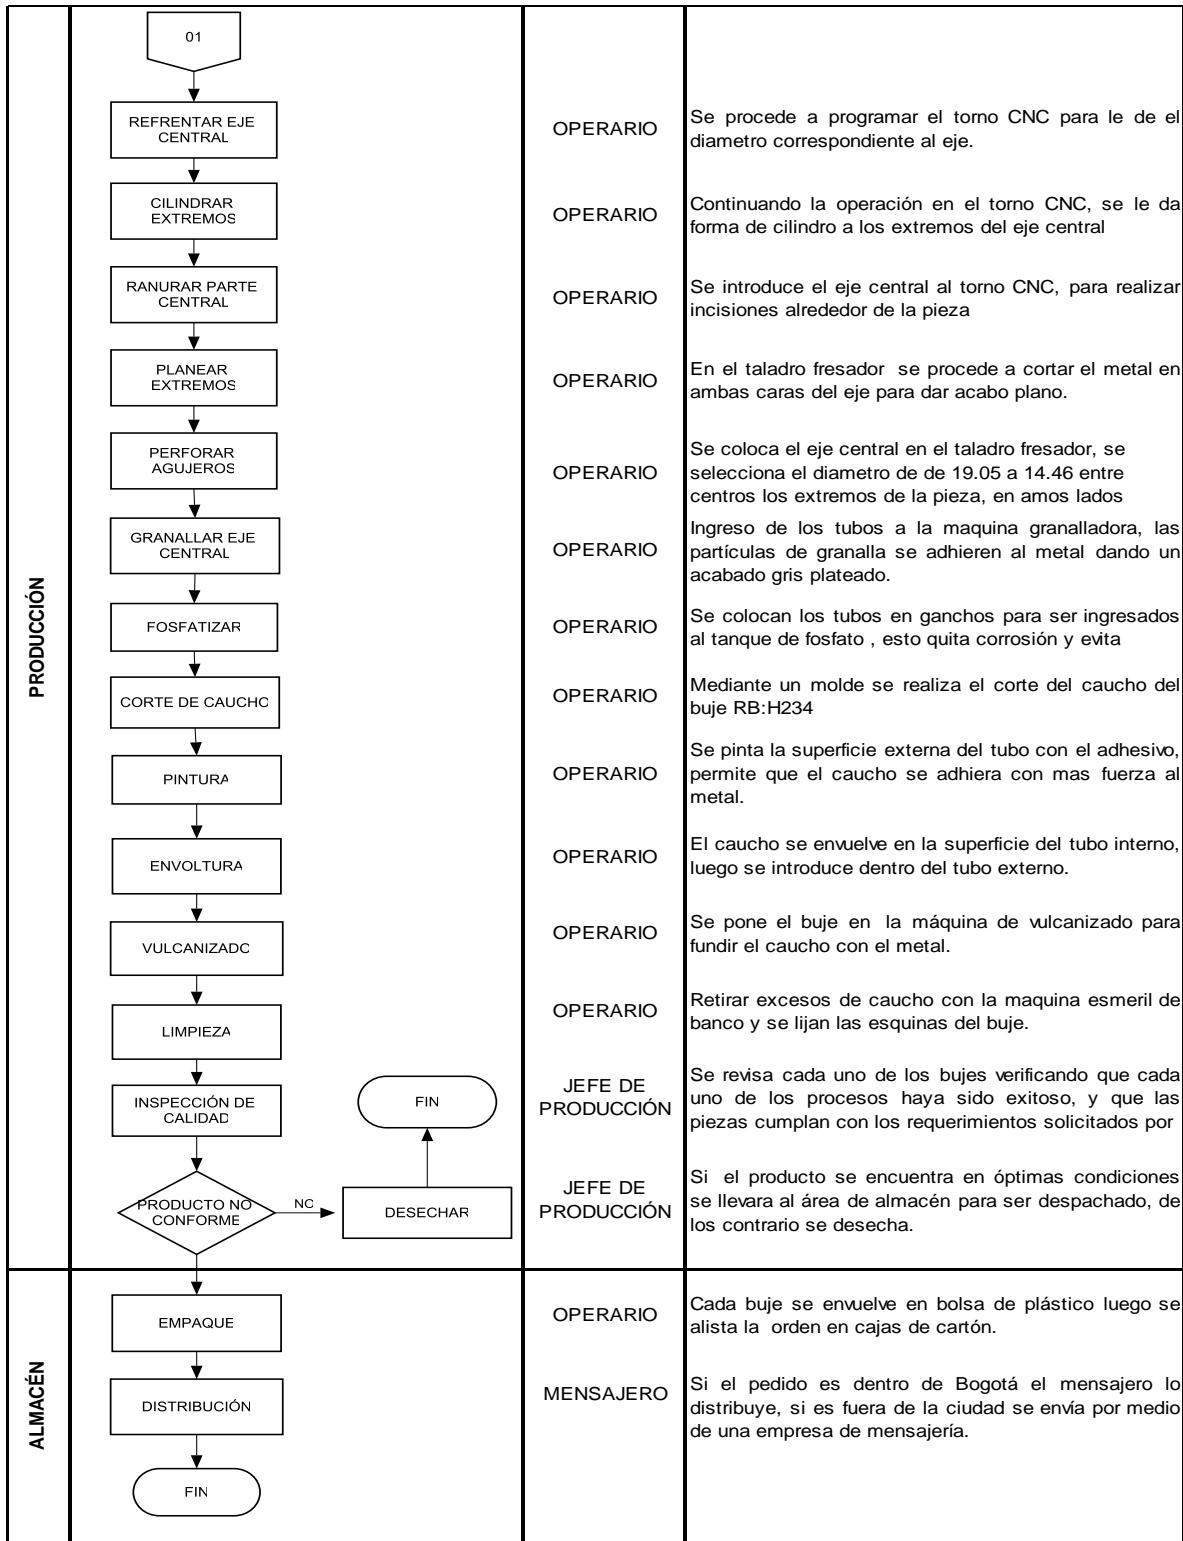 01
REFRENTAR EJE
CENTRAL
OPERARIO
Se procede a programar el torno CNC para le de el
diametro correspondiente al eje.
CILINDRAR
EXTREMOS
OPERARIO
Continuando la operación en el torno CNC, se le da
forma de cilindro a los extremos del eje central
RANURAR PARTE
CENTRAL
OPERARIO
Se introduce el eje central al torno CNC, para realizar
incisiones alrededor de la pieza
PLANEAR
EXTREMOS
OPERARIO
En el taladro fresador se procede a cortar el metal en
ambas caras del eje para dar acabo plano.
PERFORAR
AGUJEROS
OPERARIO
Se coloca el eje central en el taladro fresador, se
selecciona el diametro de de 19.05 a 14.46 entre
centros los extremos de la pieza, en amos lados
GRANALLAR EJE
CENTRAL
OPERARIO
Ingreso de los tubos a la maquina granalladora, las
partículas de granalla se adhieren al metal dando un
acabado gris plateado.
PRODUCCIÓN
FOSFATIZAR
OPERARIO
Se colocan los tubos en ganchos para ser ingresados
al tanque de fosfato , esto quita corrosión y evita
CORTE DE CAUCHO
OPERARIO
Mediante un molde se realiza el corte del caucho del
buje RB:H234
PINTURA
OPERARIO
Se pinta la superficie externa del tubo con el adhesivo,
permite que el caucho se adhiera con mas fuerza al
metal.
ENVOLTURA
OPERARIO
El caucho se envuelve en la superficie del tubo interno,
luego se introduce dentro del tubo externo.
VULCANIZADO
OPERARIO
Se pone el buje en la máquina de vulcanizado para
fundir el caucho con el metal.
LIMPIEZA
OPERARIO
Retirar excesos de caucho con la maquina esmeril de
banco y se lijan las esquinas del buje.
INSPECCIÓN DE
CALIDAD
FIN
JEFE DE
PRODUCCIÓN
Se revisa cada uno de los bujes verificando que cada
uno de los procesos haya sido exitoso, y que las
piezas cumplan con los requerimientos solicitados por
PRODUCTO NO
CONFORME
NO
DESECHAR
JEFE DE
PRODUCCIÓN
Si el producto se encuentra en óptimas condiciones
se llevara al área de almacén para ser despachado, de
los contrario se desecha.
EMPAQUE
OPERARIO
Cada buje se envuelve en bolsa de plástico luego se
alista la orden en cajas de cartón.
ALMACÉN
DISTRIBUCIÓN
MENSAJERO
Si el pedido es dentro de Bogotá el mensajero lo
distribuye, si es fuera de la ciudad se envía por medio
de una empresa de mensajería.
FIN